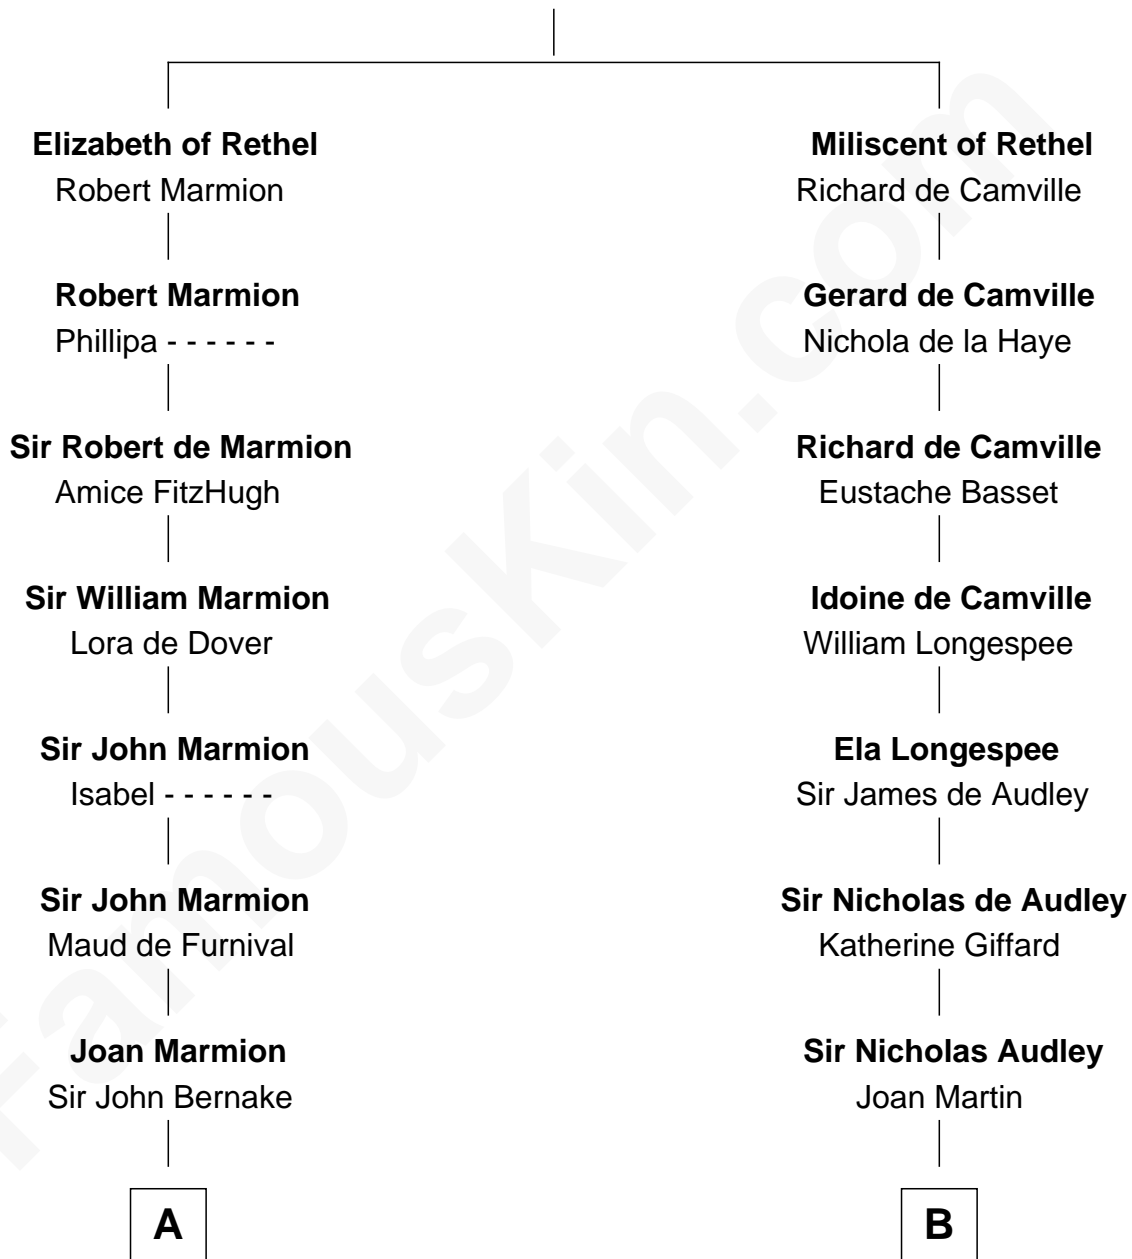 Elizabeth of Rethel
Robert Marmion
Robert Marmion
Phillipa - - - - - -
Sir Robert de Marmion
Amice FitzHugh
Sir William Marmion
Lora de Dover
Sir John Marmion
Isabel - - - - - -
Sir John Marmion
Maud de Furnival
Joan Marmion
Sir John Bernake
A
Miliscent of Rethel
Richard de Camville
Gerard de Camville
Nichola de la Haye
Richard de Camville
Eustache Basset
Idoine de Camville
William Longespee
Ela Longespee
Sir James de Audley
Sir Nicholas de Audley
Katherine Giffard
Sir Nicholas Audley
Joan Martin
B
FamousKin.com